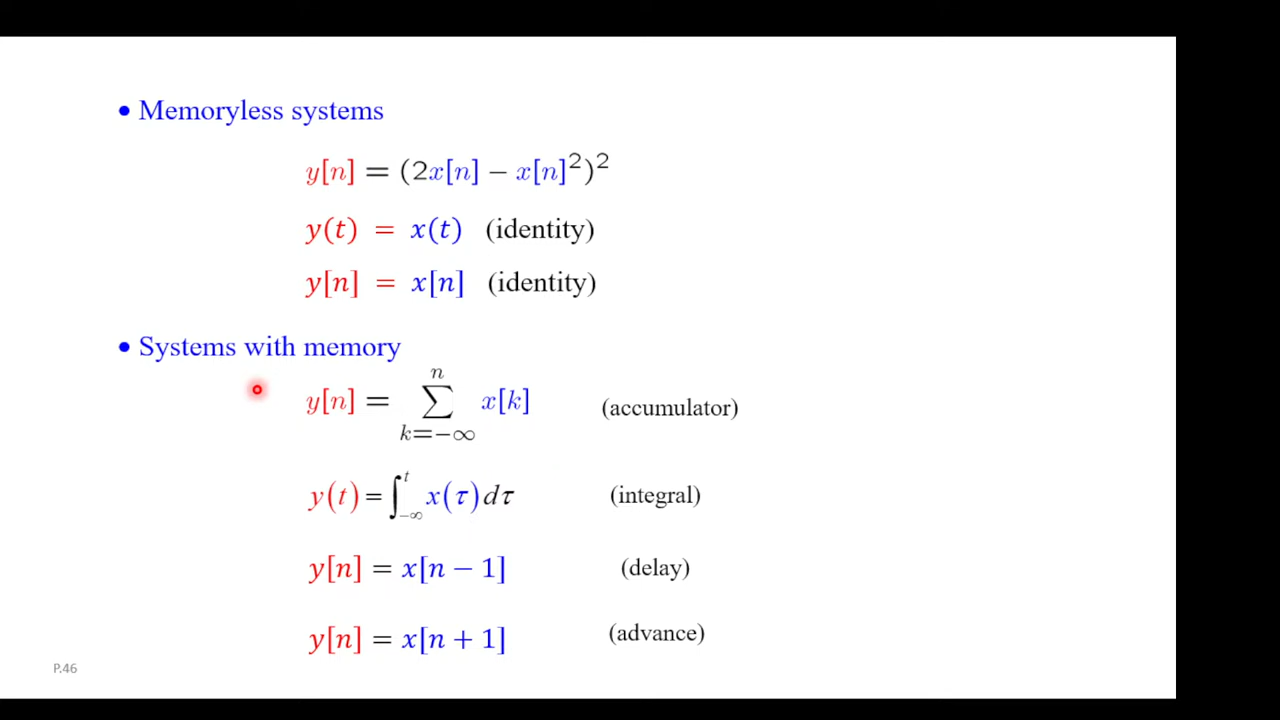 • Memoryless systems
y[n] = (2x[n] − x[n]²)²
y(t) = x(t) (identity)
y[n] = x[n] (identity)
• Systems with memory
y[n] = ∑_{k=−∞}^{n} x[k] (accumulator)
y(t) = ∫_{−∞}^{t} x(τ)dτ (integral)
y[n] = x[n − 1] (delay)
y[n] = x[n + 1] (advance)
P.46